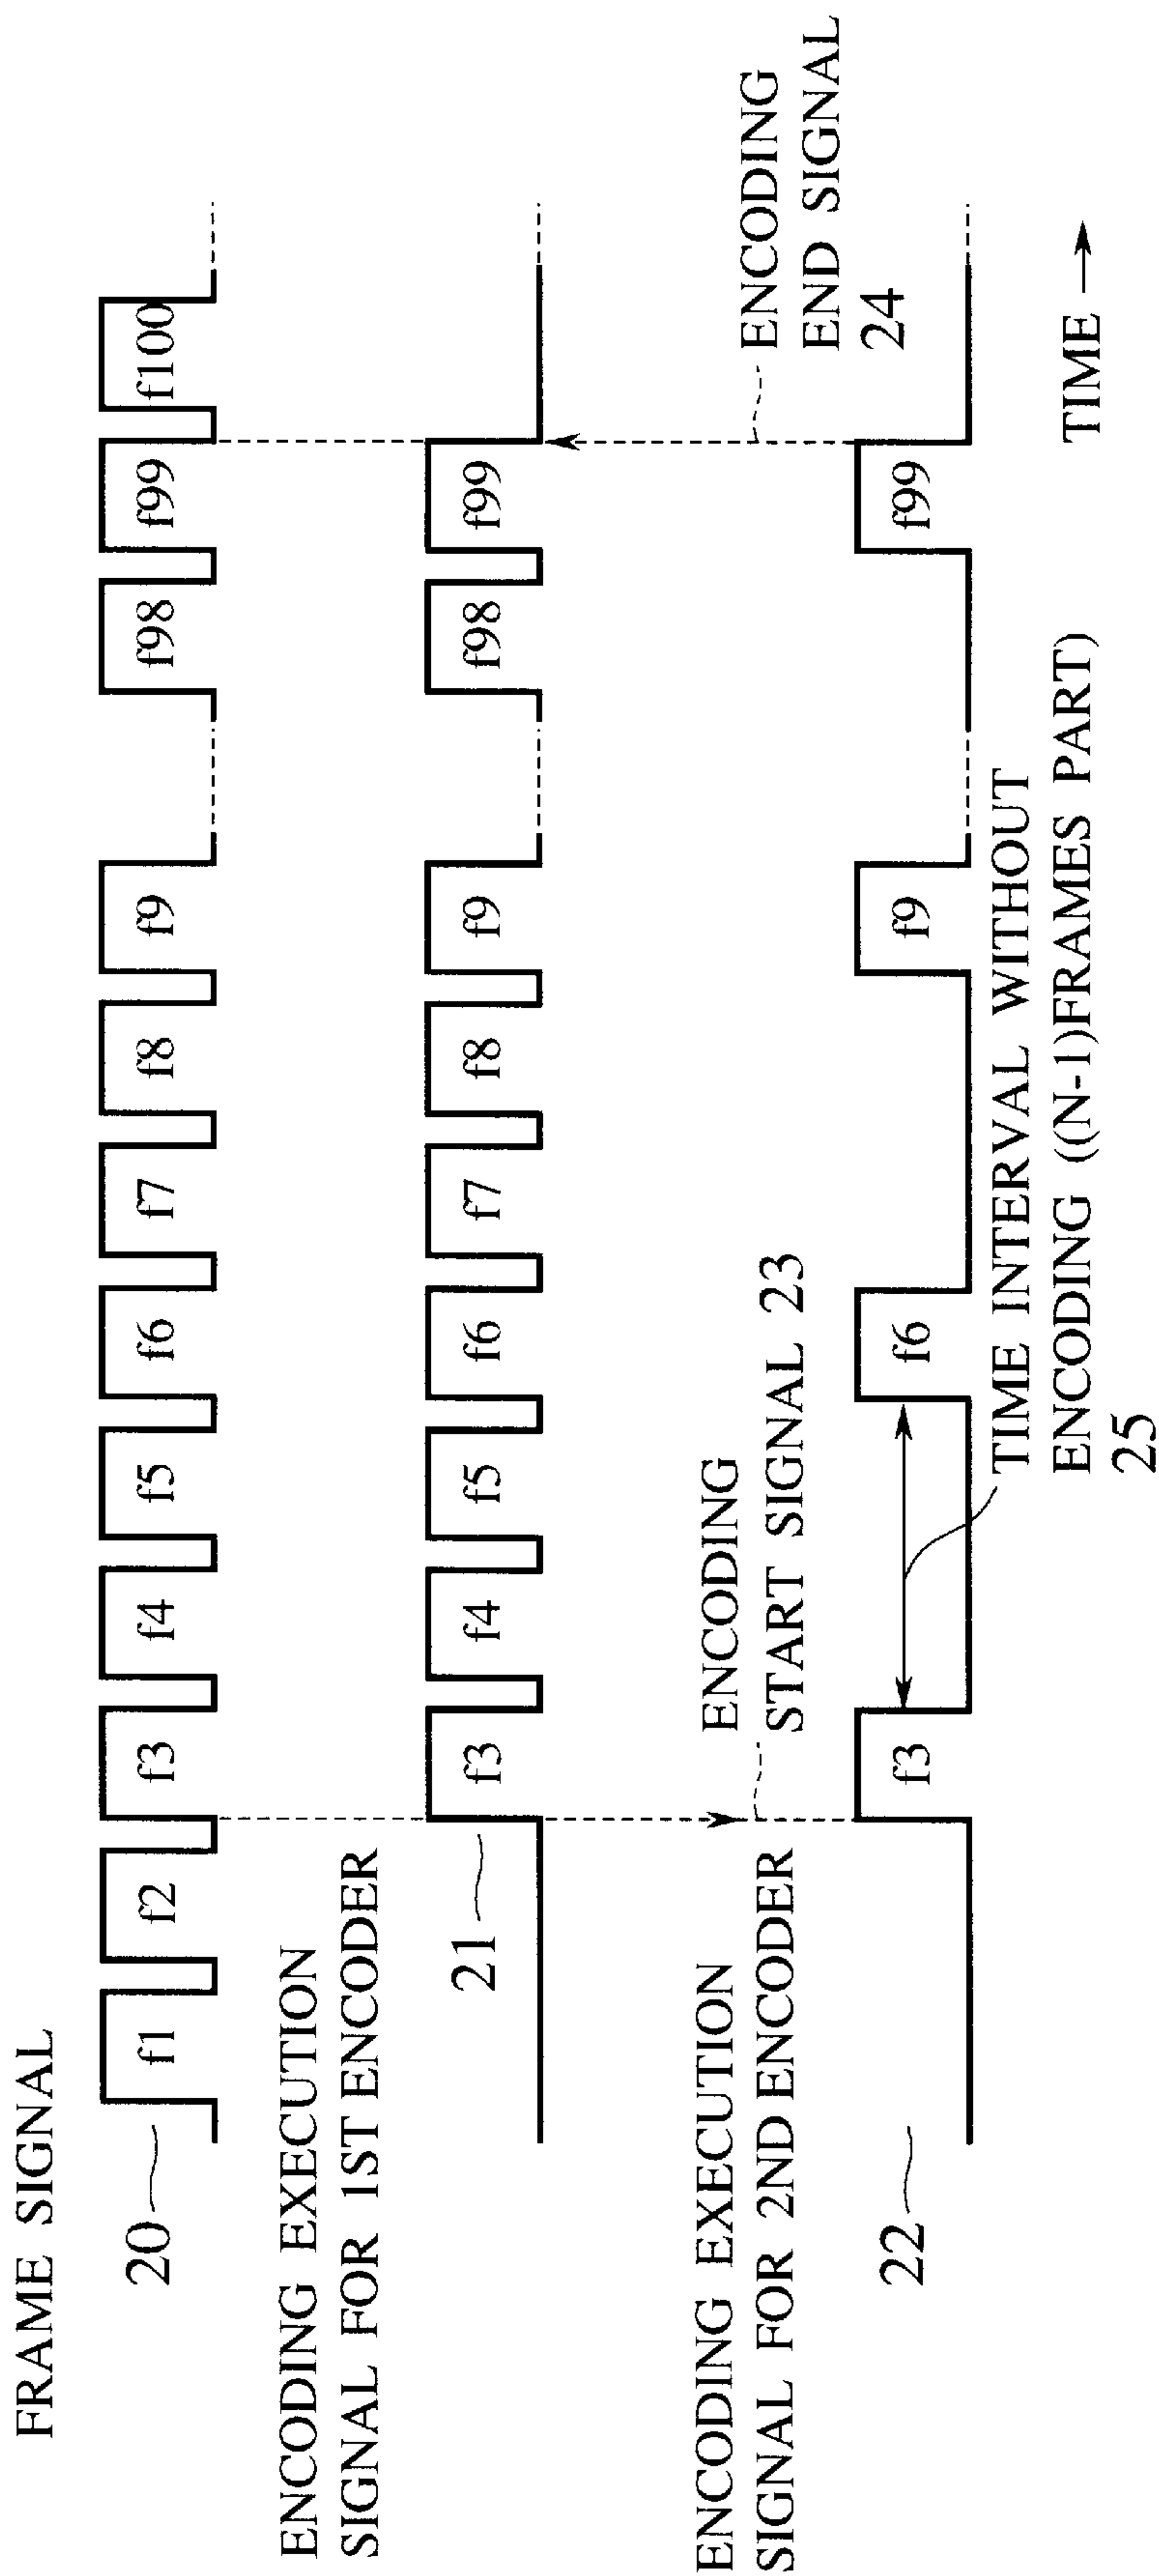 FRAME SIGNAL
20
f1
f2
f3
f4
f5
f6
f7
f8
f9
f98
f99
f100
ENCODING EXECUTION
SIGNAL FOR 1ST ENCODER
21
f3
f4
f5
f6
f7
f8
f9
f98
f99
ENCODING EXECUTION
SIGNAL FOR 2ND ENCODER
ENCODING
START SIGNAL 23
ENCODING
END SIGNAL
24
22
f3
f6
f9
f99
TIME INTERVAL WITHOUT
ENCODING ((N-1)FRAMES PART)
25
TIME